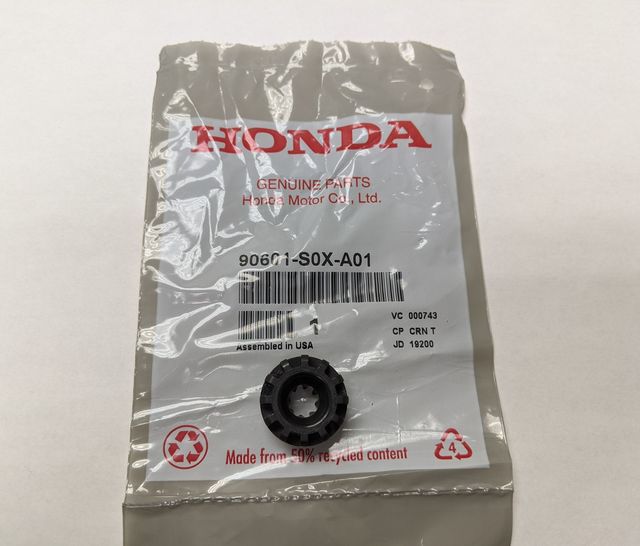 HONDA
GENUINE PARTS
Honda Motor Co., Ltd.
90601-S0X-A01
VC 000743
1
CP CRN T
Assembled in USA
JD 19200
Made from 50% recycled content
4